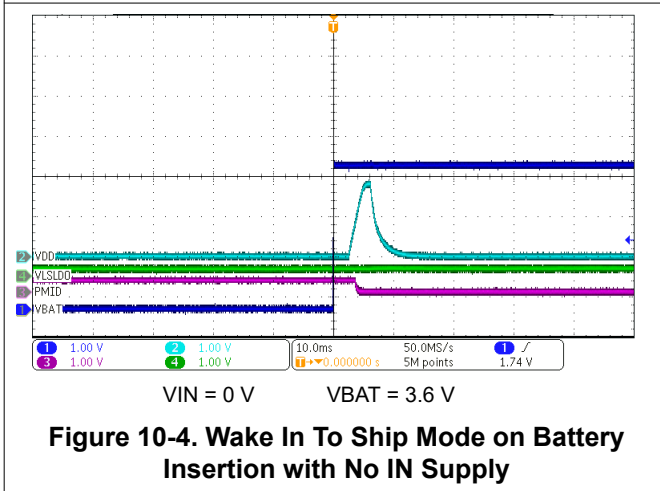 T
2 VDD
4 VLSLDO
3 PMID
1 VBAT
1 1.00 V 2 1.00 V 10.0ms 50.0MS/s 1
3 1.00 V 4 1.00 V T→▼0.000000 s 5M points 1.74 V
VIN = 0 V VBAT = 3.6 V
Figure 10-4. Wake In To Ship Mode on Battery
Insertion with No IN Supply